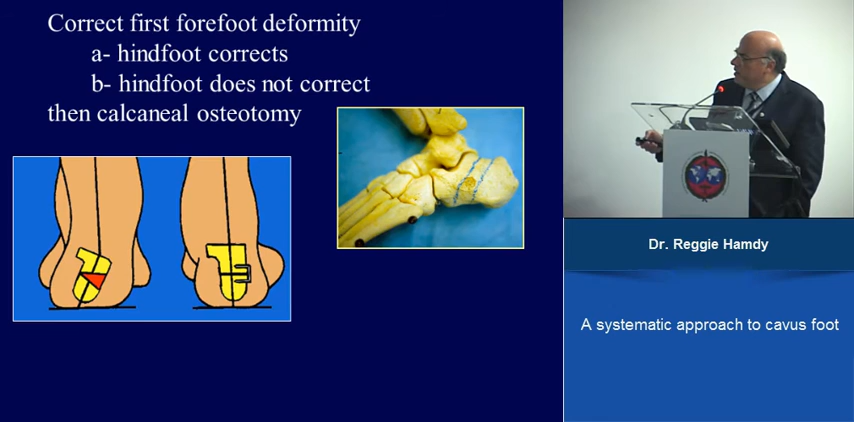 Correct first forefoot deformity
a- hindfoot corrects
b- hindfoot does not correct
then calcaneal osteotomy
Dr. Reggie Hamdy
A systematic approach to cavus foot